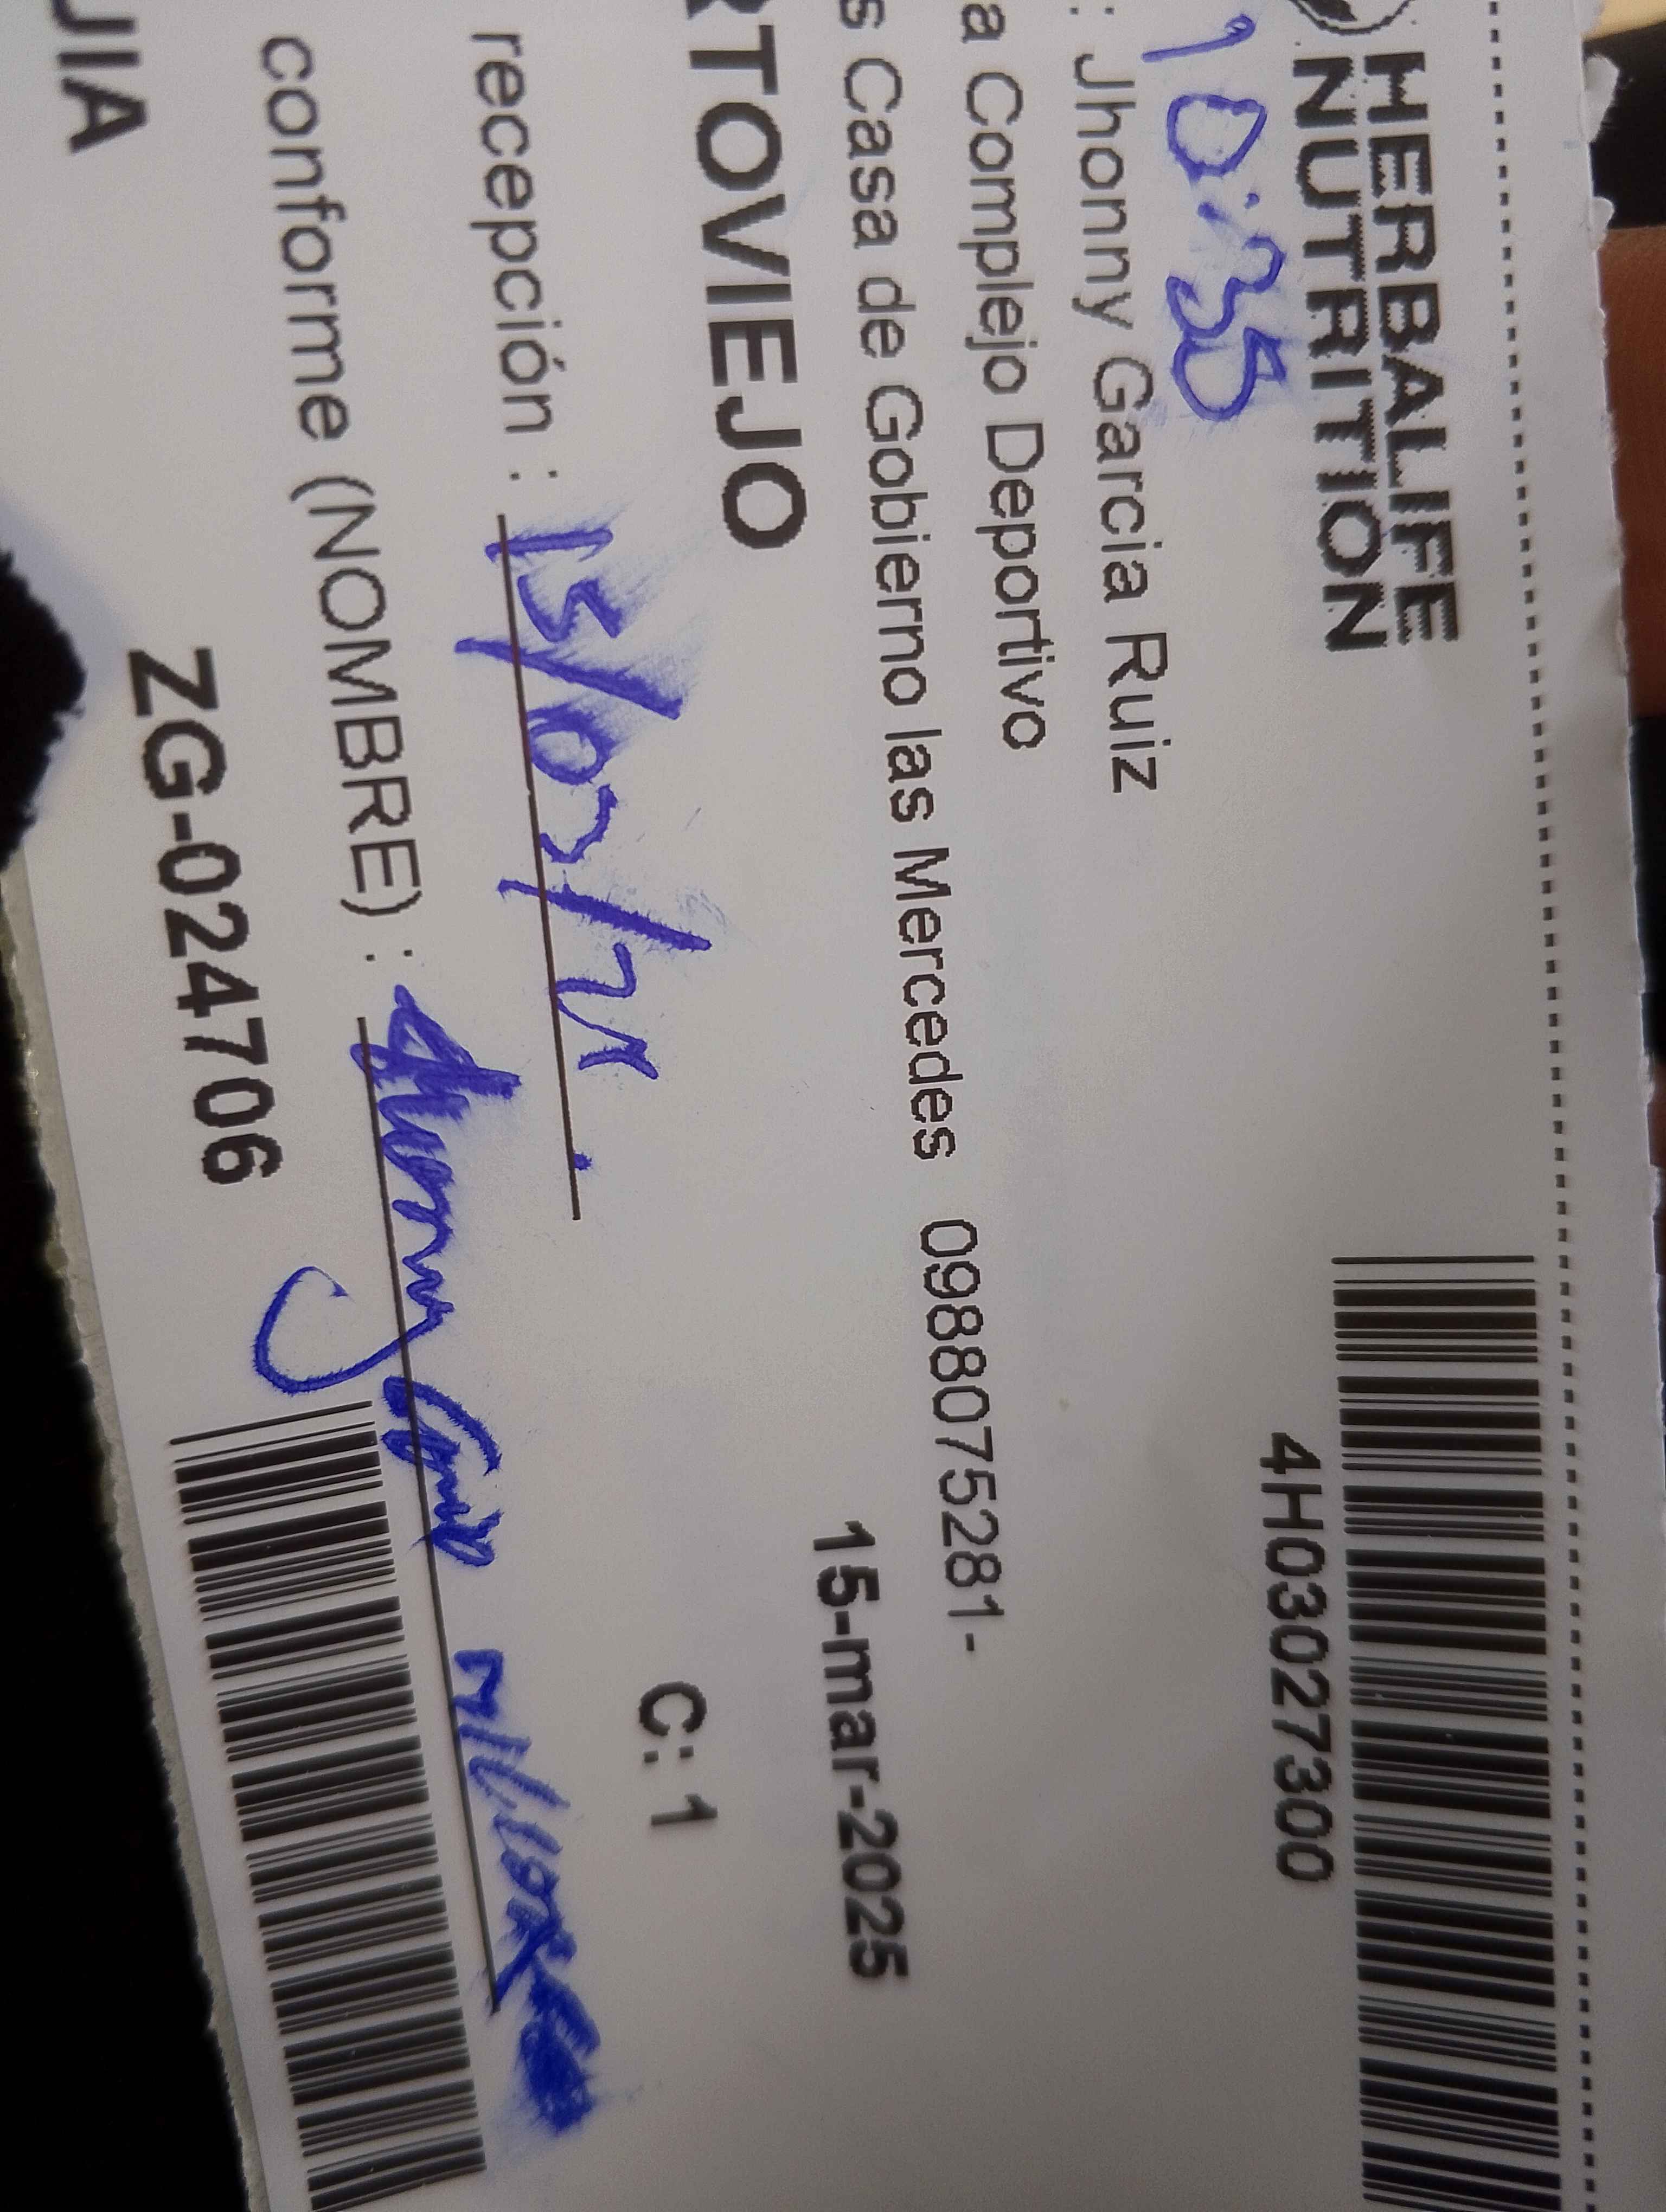 HERBALIFE
NUTRITION
4H03027300
10:35
: Jhonny Garcia Ruiz
a Complejo Deportivo
s Casa de Gobierno las Mercedes 0988075281-
15-mar-2025
RTOVIEJO
C: 1
recepción : 15/03/25
conforme (NOMBRE) :
ZG-024706
JIA